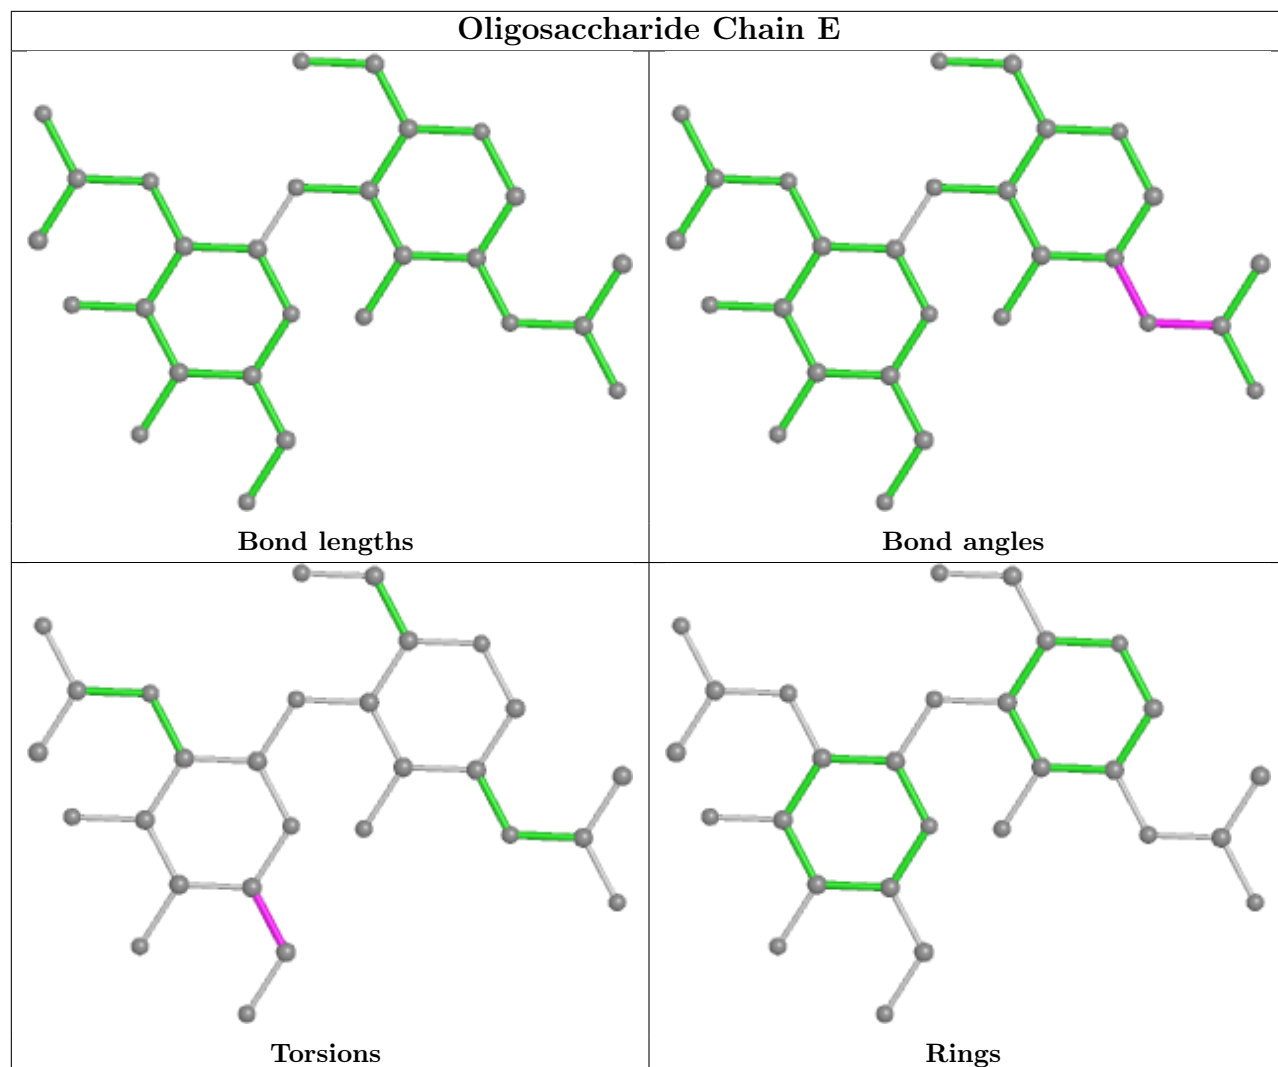 Oligosaccharide Chain E
Bond lengths
Bond angles
Torsions
Rings